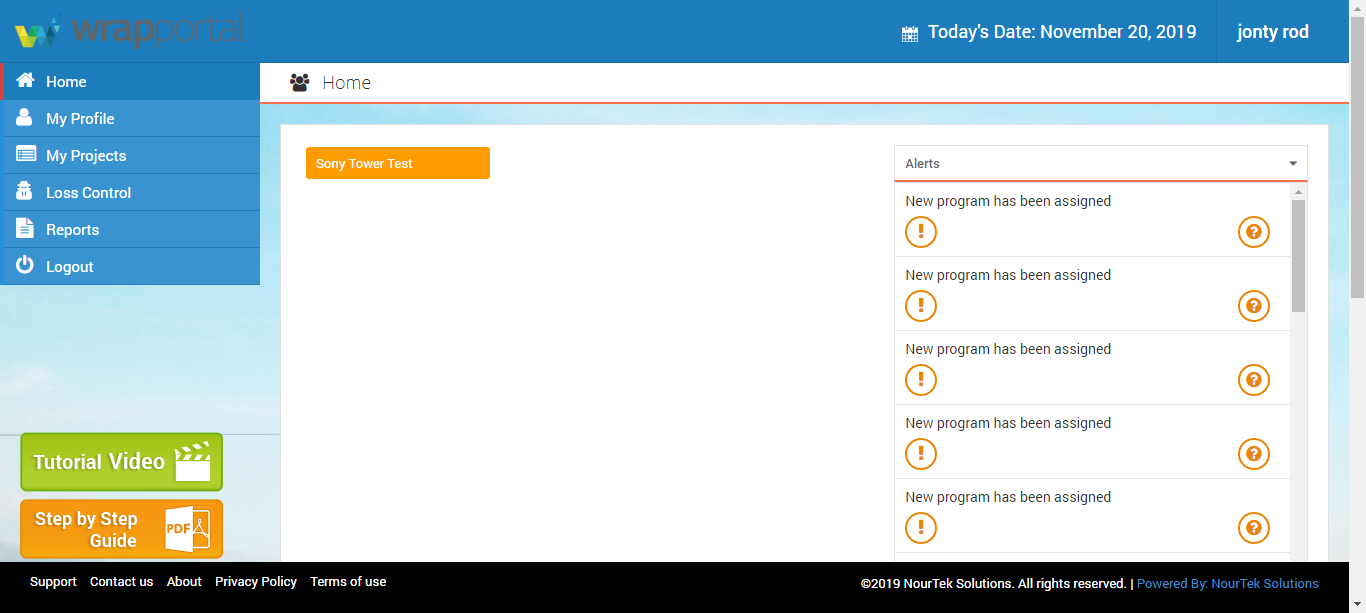 wrapportal
Today's Date: November 20, 2019
jonty rod
Home
My Profile
My Projects
Loss Control
Reports
Logout
Tutorial Video
Step by Step
Guide
PDF
Home
Sony Tower Test
Alerts
New program has been assigned
New program has been assigned
New program has been assigned
New program has been assigned
New program has been assigned
Support Contact us About Privacy Policy Terms of use
©2019 NourTek Solutions. All rights reserved. | Powered By: NourTek Solutions